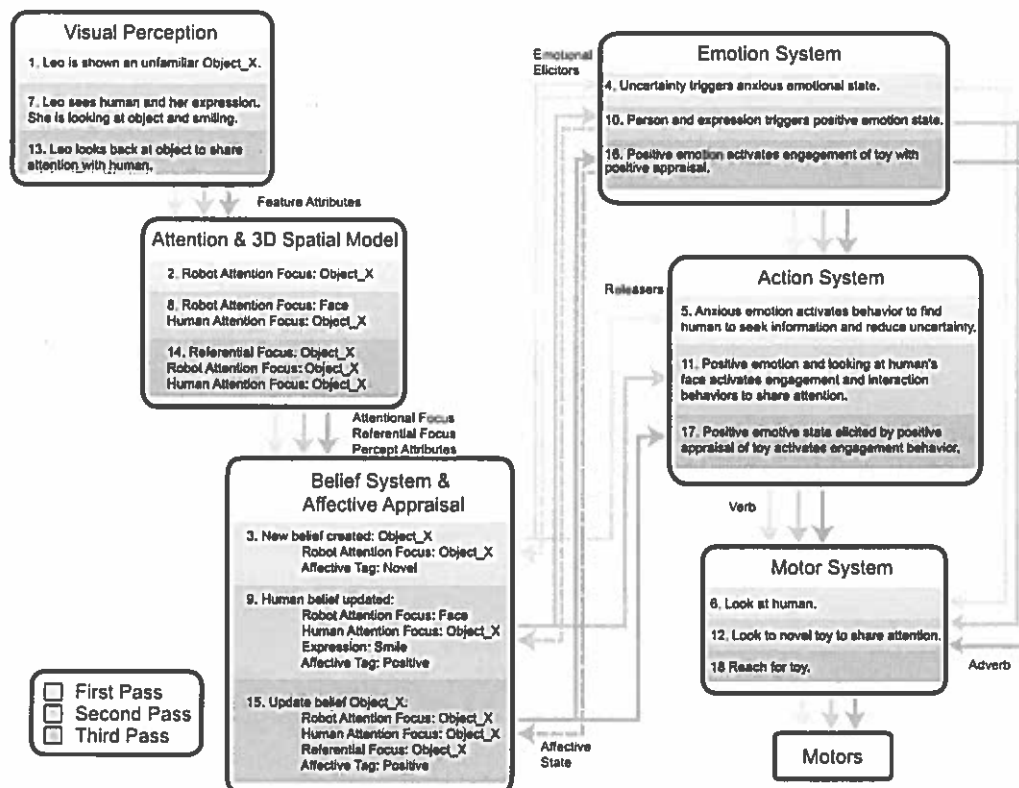 Visual Perception
1. Leo is shown an unfamiliar Object_X.
7. Leo sees human and her expression.
She is looking at object and smiling.
13. Leo looks back at object to share
attention with human.
Feature Attributes
Attention & 3D Spatial Model
2. Robot Attention Focus: Object_X
8. Robot Attention Focus: Face
Human Attention Focus: Object_X
14. Referential Focus: Object_X
Robot Attention Focus: Object_X
Human Attention Focus: Object_X
Attentional Focus
Referential Focus
Percept Attributes
Belief System &
Affective Appraisal
3. New belief created: Object_X
Robot Attention Focus: Object_X
Affective Tag: Novel
9. Human belief updated:
Robot Attention Focus: Face
Human Attention Focus: Object_X
Expression: Smile
Affective Tag: Positive
15. Update belief Object_X:
Robot Attention Focus: Object_X
Human Attention Focus: Object_X
Referential Focus: Object_X
Affective Tag: Positive
First Pass
Second Pass
Third Pass
Emotional
Elicitors
Emotion System
4. Uncertainty triggers anxious emotional state.
10. Person and expression triggers positive emotion state.
16. Positive emotion activates engagement of toy with
positive appraisal.
Releasers
Action System
5. Anxious emotion activates behavior to find
human to seek information and reduce uncertainty.
11. Positive emotion and looking at human's
face activates engagement and interaction
behaviors to share attention.
17. Positive emotive state elicited by positive
appraisal of toy activates engagement behavior.
Verb
Motor System
6. Look at human.
12. Look to novel toy to share attention.
18 Reach for toy.
Adverb
Affective
State
Motors